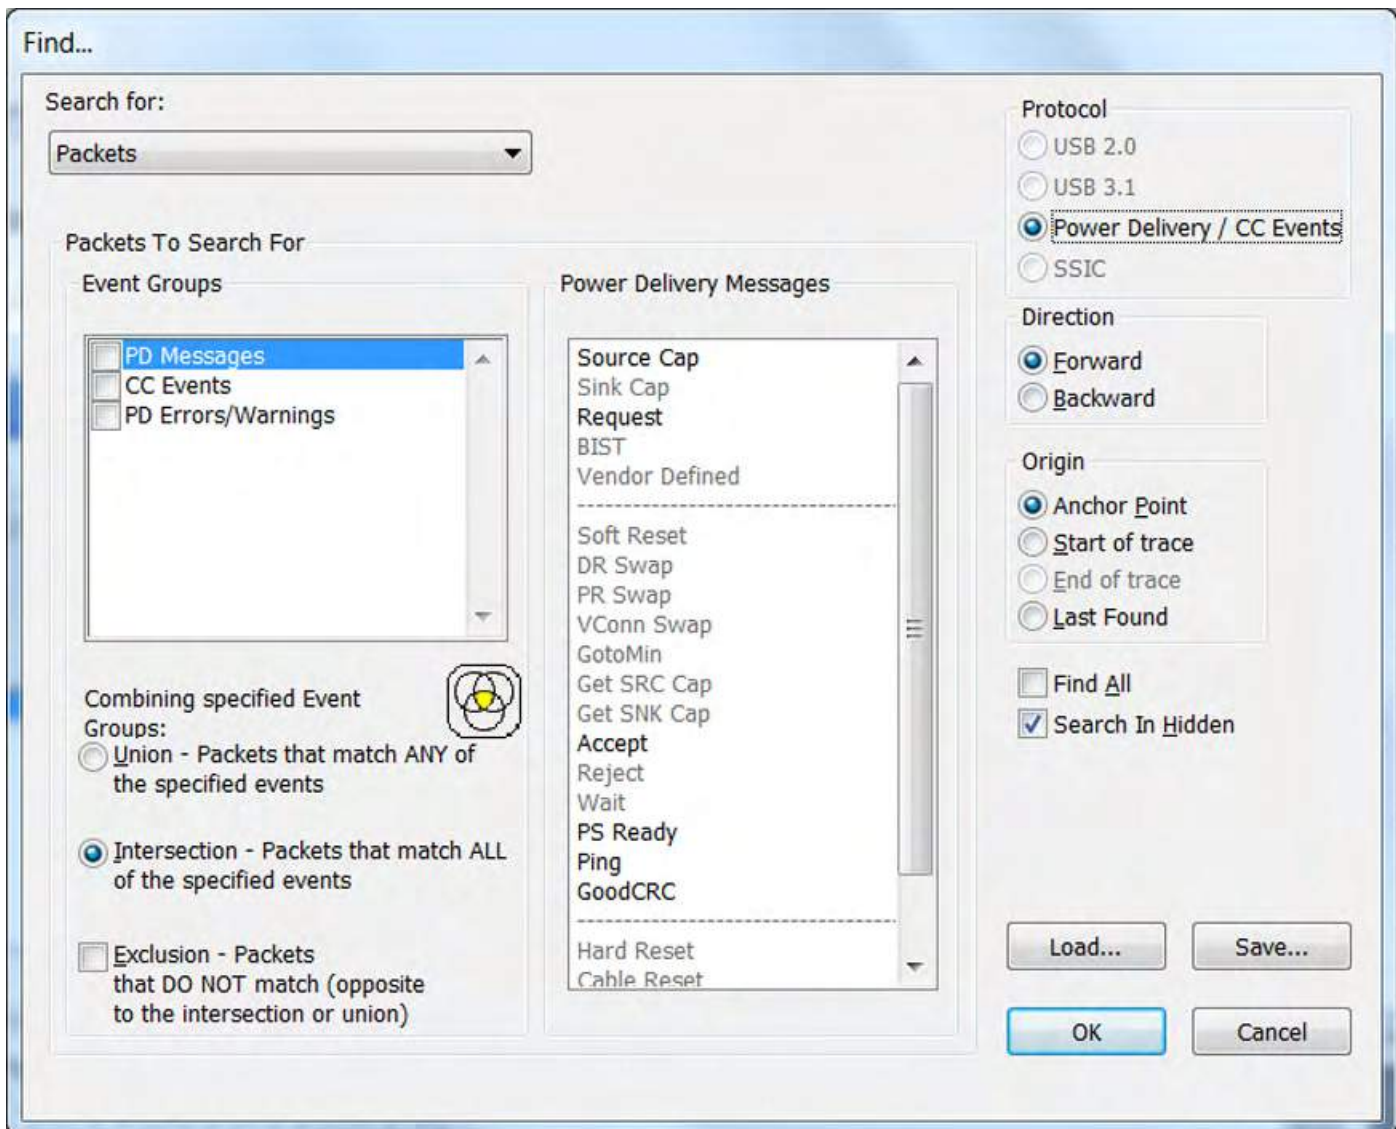 Find...
Search for:
Packets
Packets To Search For
Event Groups
PD Messages
CC Events
PD Errors/Warnings
Combining specified Event
Groups:
Union - Packets that match ANY of
the specified events
Intersection - Packets that match ALL
of the specified events
Exclusion - Packets
that DO NOT match (opposite
to the intersection or union)
Power Delivery Messages
Source Cap
Sink Cap
Request
BIST
Vendor Defined
Soft Reset
DR Swap
PR Swap
VConn Swap
GotoMin
Get SRC Cap
Get SNK Cap
Accept
Reject
Wait
PS Ready
Ping
GoodCRC
Hard Reset
Cable Reset
Protocol
USB 2.0
USB 3.1
Power Delivery / CC Events
SSIC
Direction
Forward
Backward
Origin
Anchor Point
Start of trace
End of trace
Last Found
Find All
Search In Hidden
Load...
Save...
OK
Cancel